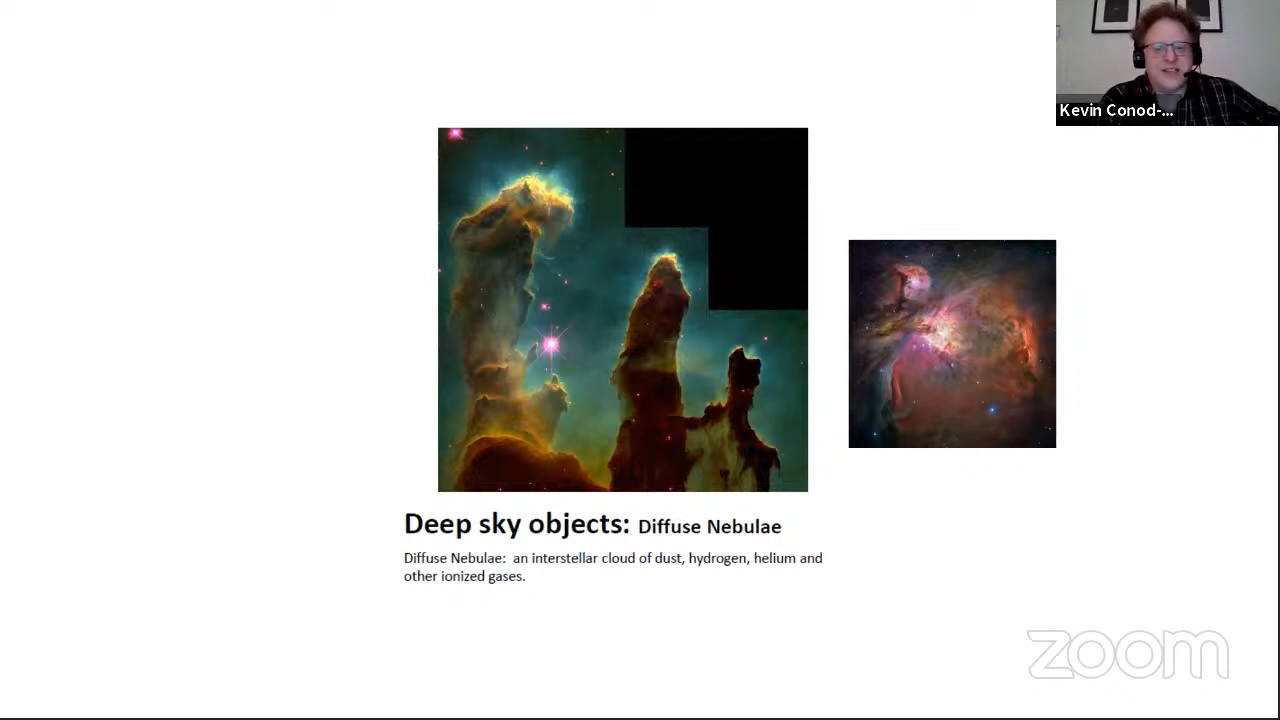 Kevin Conod-...
Deep sky objects: Diffuse Nebulae
Diffuse Nebulae:  an interstellar cloud of dust, hydrogen, helium and
other ionized gases.
zoom